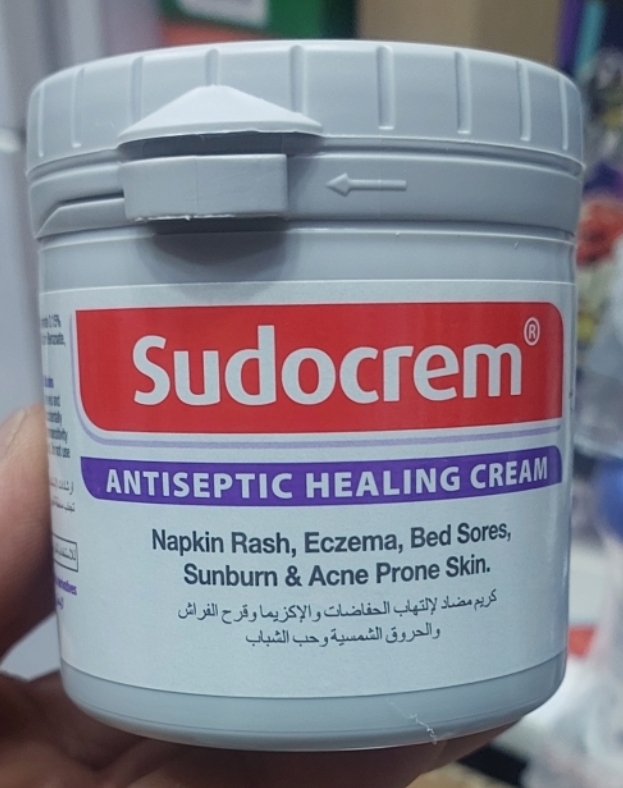 Sudocrem®
ANTISEPTIC HEALING CREAM
Napkin Rash, Eczema, Bed Sores,
Sunburn & Acne Prone Skin.
كريم مضاد لإلتهاب الحفاضات والإكزيما وقرح الفراش
والحروق الشمسية وحب الشباب